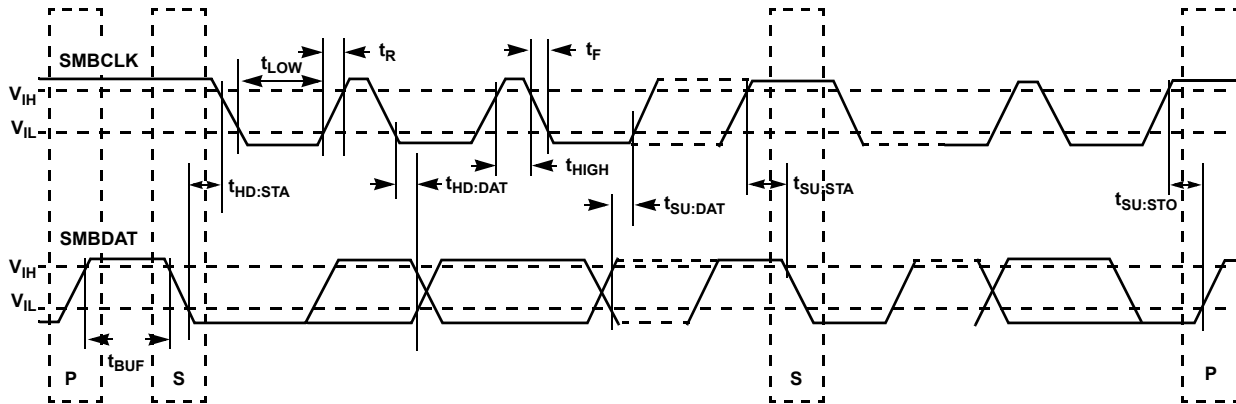 SMBCLK
tR
tF
tLOW
VIH
VIL
tHD:STA
tHD:DAT
tHIGH
tSU:DAT
tSU:STA
tSU:STO
SMBDAT
VIH
VIL
tBUF
P
S
S
P